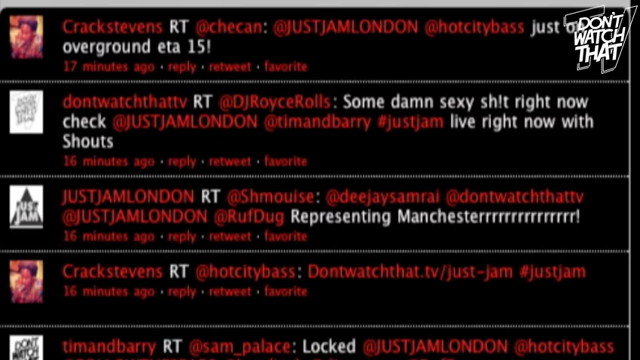 Crackstevens RT @checan: @JUSTJAMLONDON @hotcitybass just
overground eta 15!
17 minutes ago · reply · retweet · favorite
dontwatchthattv RT @DJRoyceRolls: Some damn sexy sh!t right now
check @JUSTJAMLONDON @timandbarry #justjam live right now with
Shouts
16 minutes ago · reply · retweet · favorite
JUSTJAMLONDON RT @Shmouise: @deejaysamrai @dontwatchthattv
@JUSTJAMLONDON @RufDug Representing Manchesterrrrrrrrrrrrrrr!
16 minutes ago · reply · retweet · favorite
Crackstevens RT @hotcitybass: Dontwatchthat.tv/just-jam #justjam
16 minutes ago · reply · retweet · favorite
timandbarry RT @sam_palace: Locked @JUSTJAMLONDON @hotcitybass
DON'T
WATCH
THAT
TV
JUST
JAM